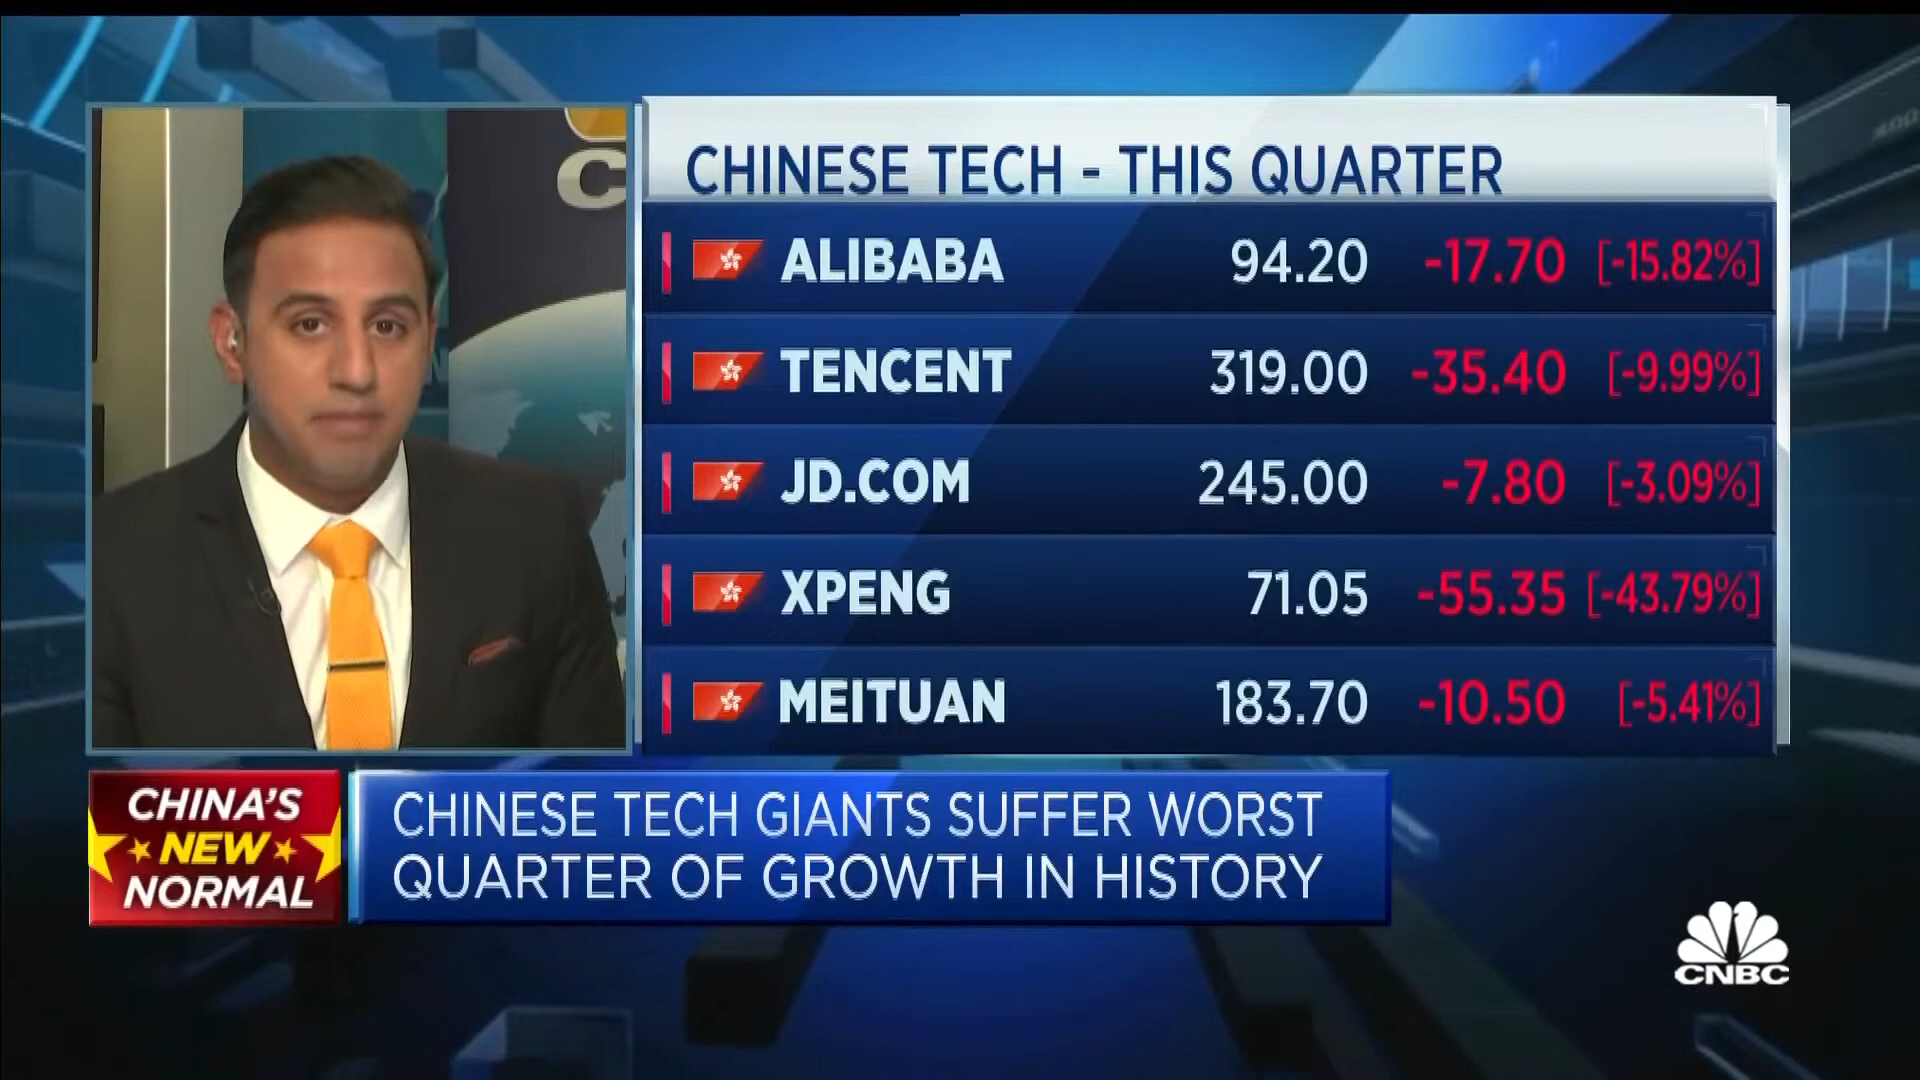 CHINESE TECH - THIS QUARTER
ALIBABA 94.20 -17.70 [-15.82%]
TENCENT 319.00 -35.40 [-9.99%]
JD.COM 245.00 -7.80 [-3.09%]
XPENG 71.05 -55.35 [-43.79%]
MEITUAN 183.70 -10.50 [-5.41%]
CHINA'S
NEW
NORMAL
CHINESE TECH GIANTS SUFFER WORST
QUARTER OF GROWTH IN HISTORY
CNBC